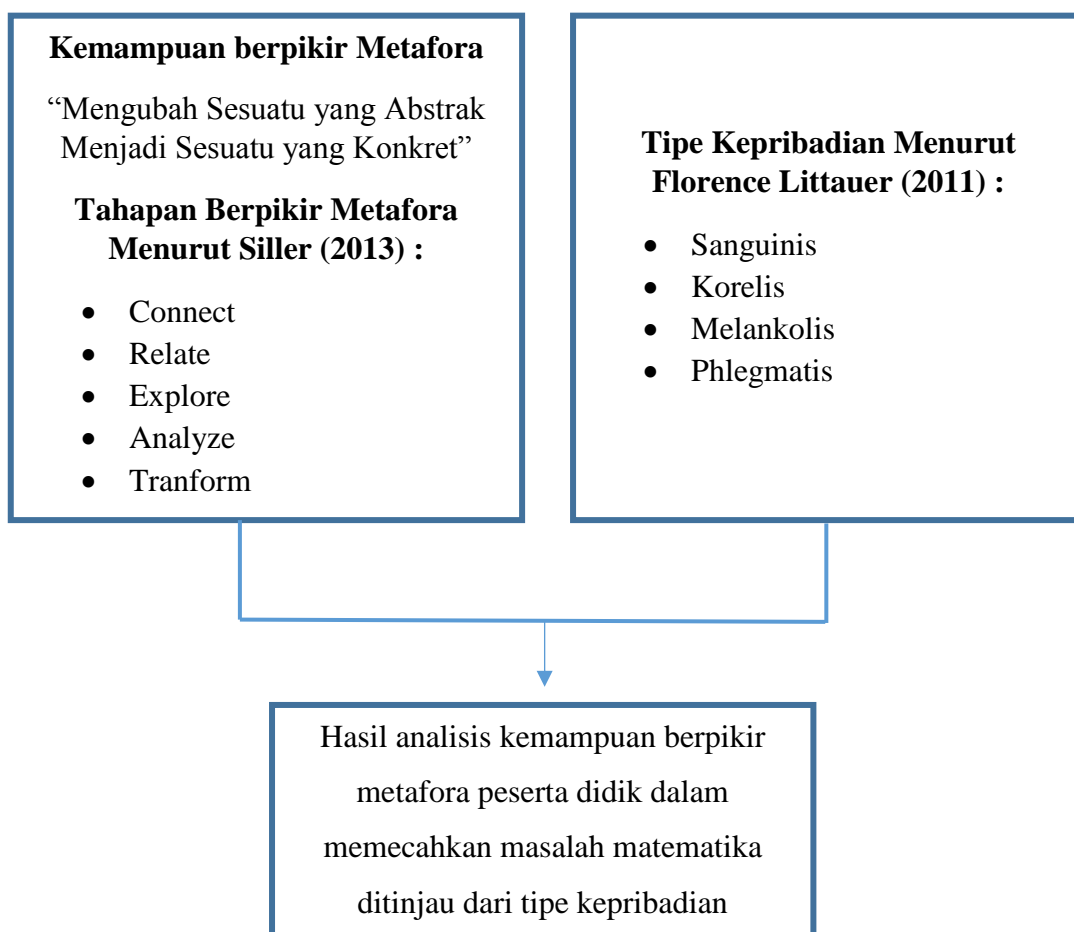 Kemampuan berpikir Metafora
“Mengubah Sesuatu yang Abstrak
Menjadi Sesuatu yang Konkret”
Tahapan Berpikir Metafora
Menurut Siller (2013) :
• Connect
• Relate
• Explore
• Analyze
• Tranform
Tipe Kepribadian Menurut
Florence Littauer (2011) :
• Sanguinis
• Korelis
• Melankolis
• Phlegmatis
Hasil analisis kemampuan berpikir
metafora peserta didik dalam
memecahkan masalah matematika
ditinjau dari tipe kepribadian